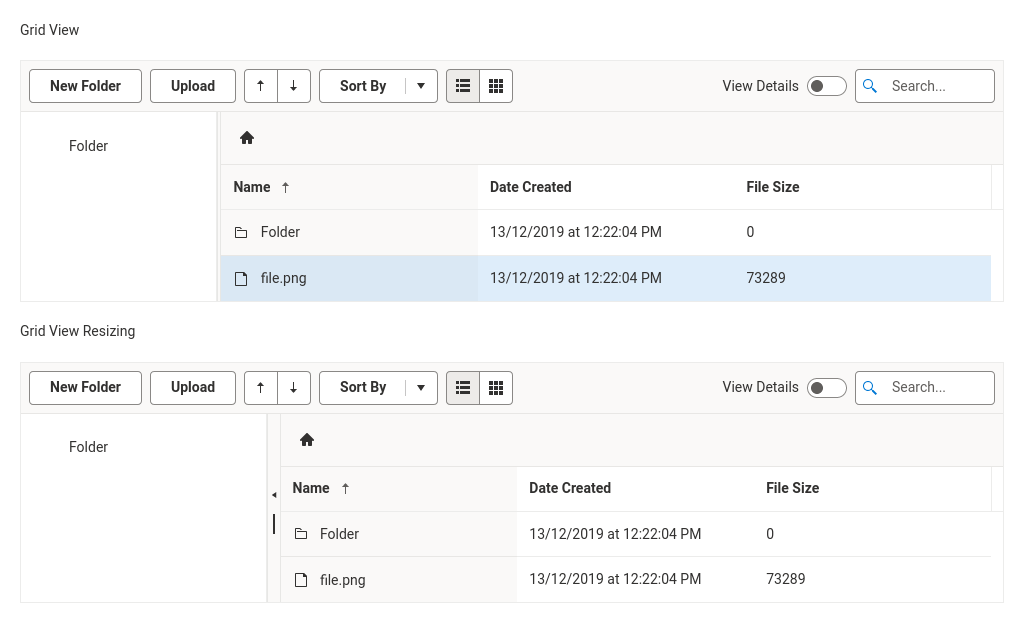 Grid View
New Folder Upload Sort By View Details Search...
Folder
Name Date Created File Size
Folder 13/12/2019 at 12:22:04 PM 0
file.png 13/12/2019 at 12:22:04 PM 73289
Grid View Resizing
New Folder Upload Sort By View Details Search...
Folder
Name Date Created File Size
Folder 13/12/2019 at 12:22:04 PM 0
file.png 13/12/2019 at 12:22:04 PM 73289